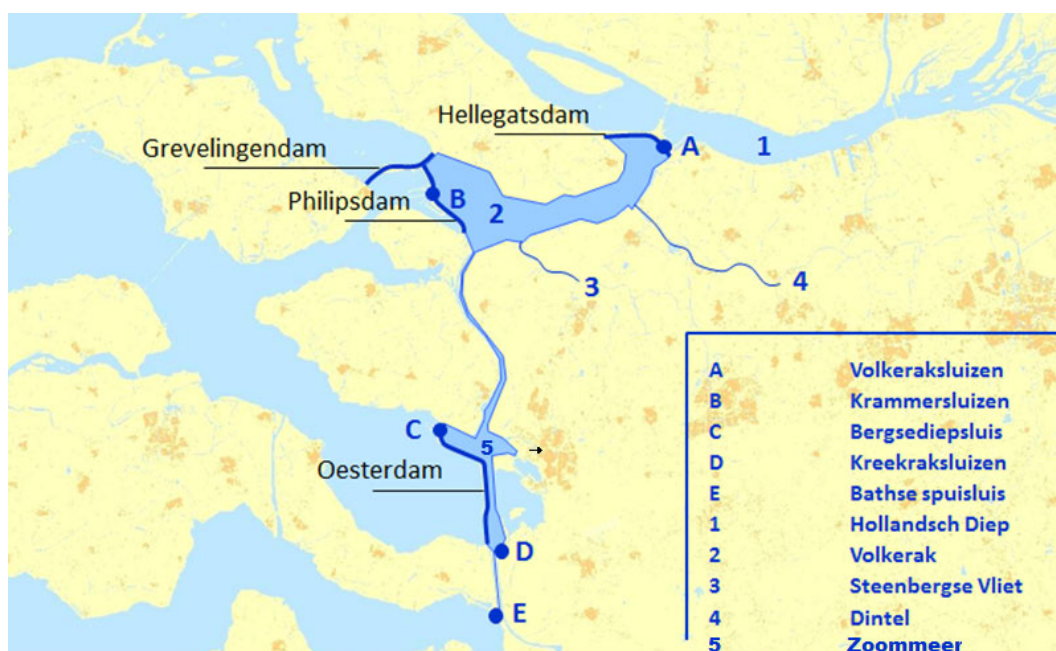 Hellegatsdam
A
1
Grevelingendam
B
Philipsdam
2
3
4
C
5
Oesterdam
D
E
A Volkeraksluizen
B Krammersluizen
C Bergsediepsluis
D Kreekraksluizen
E Bathse spuisluis
1 Hollandsch Diep
2 Volkerak
3 Steenbergse Vliet
4 Dintel
5 Zoommeer